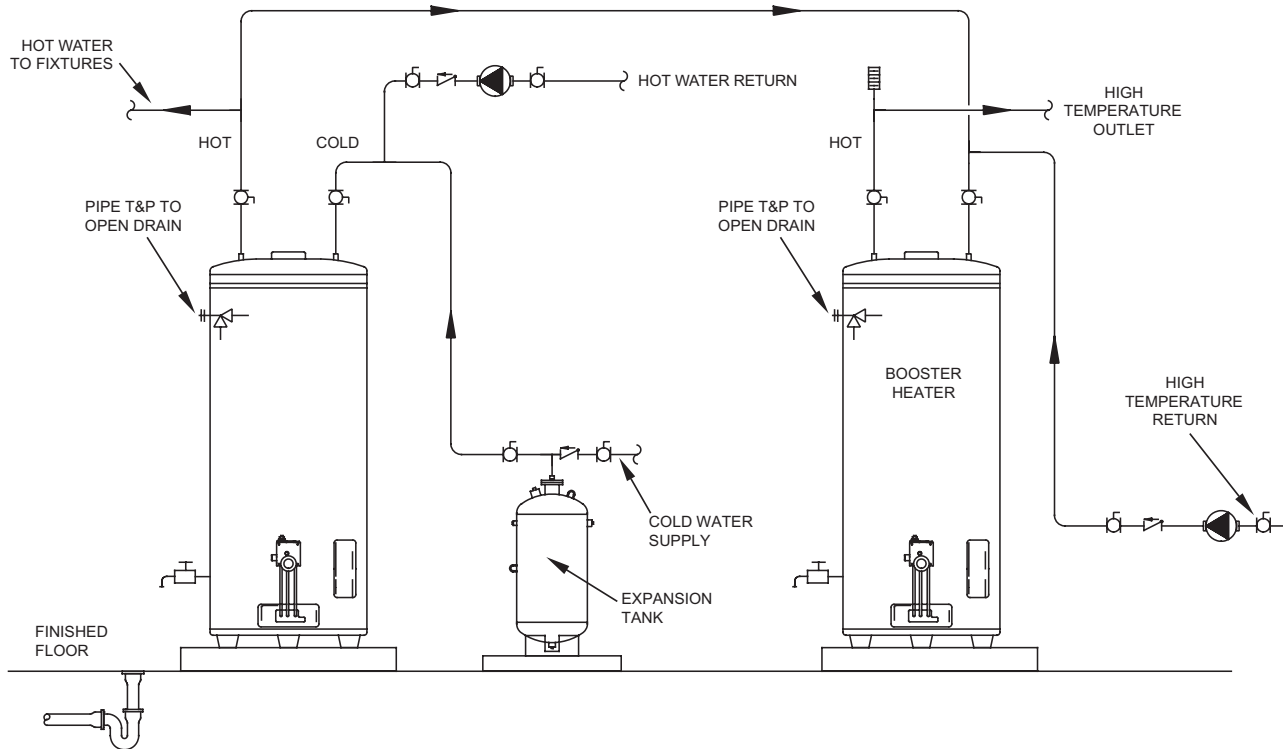 HOT WATER
TO FIXTURES
HOT WATER RETURN
HIGH
TEMPERATURE
OUTLET
HOT
COLD
HOT
PIPE T&P TO
OPEN DRAIN
PIPE T&P TO
OPEN DRAIN
BOOSTER
HEATER
HIGH
TEMPERATURE
RETURN
COLD WATER
SUPPLY
EXPANSION
TANK
FINISHED
FLOOR